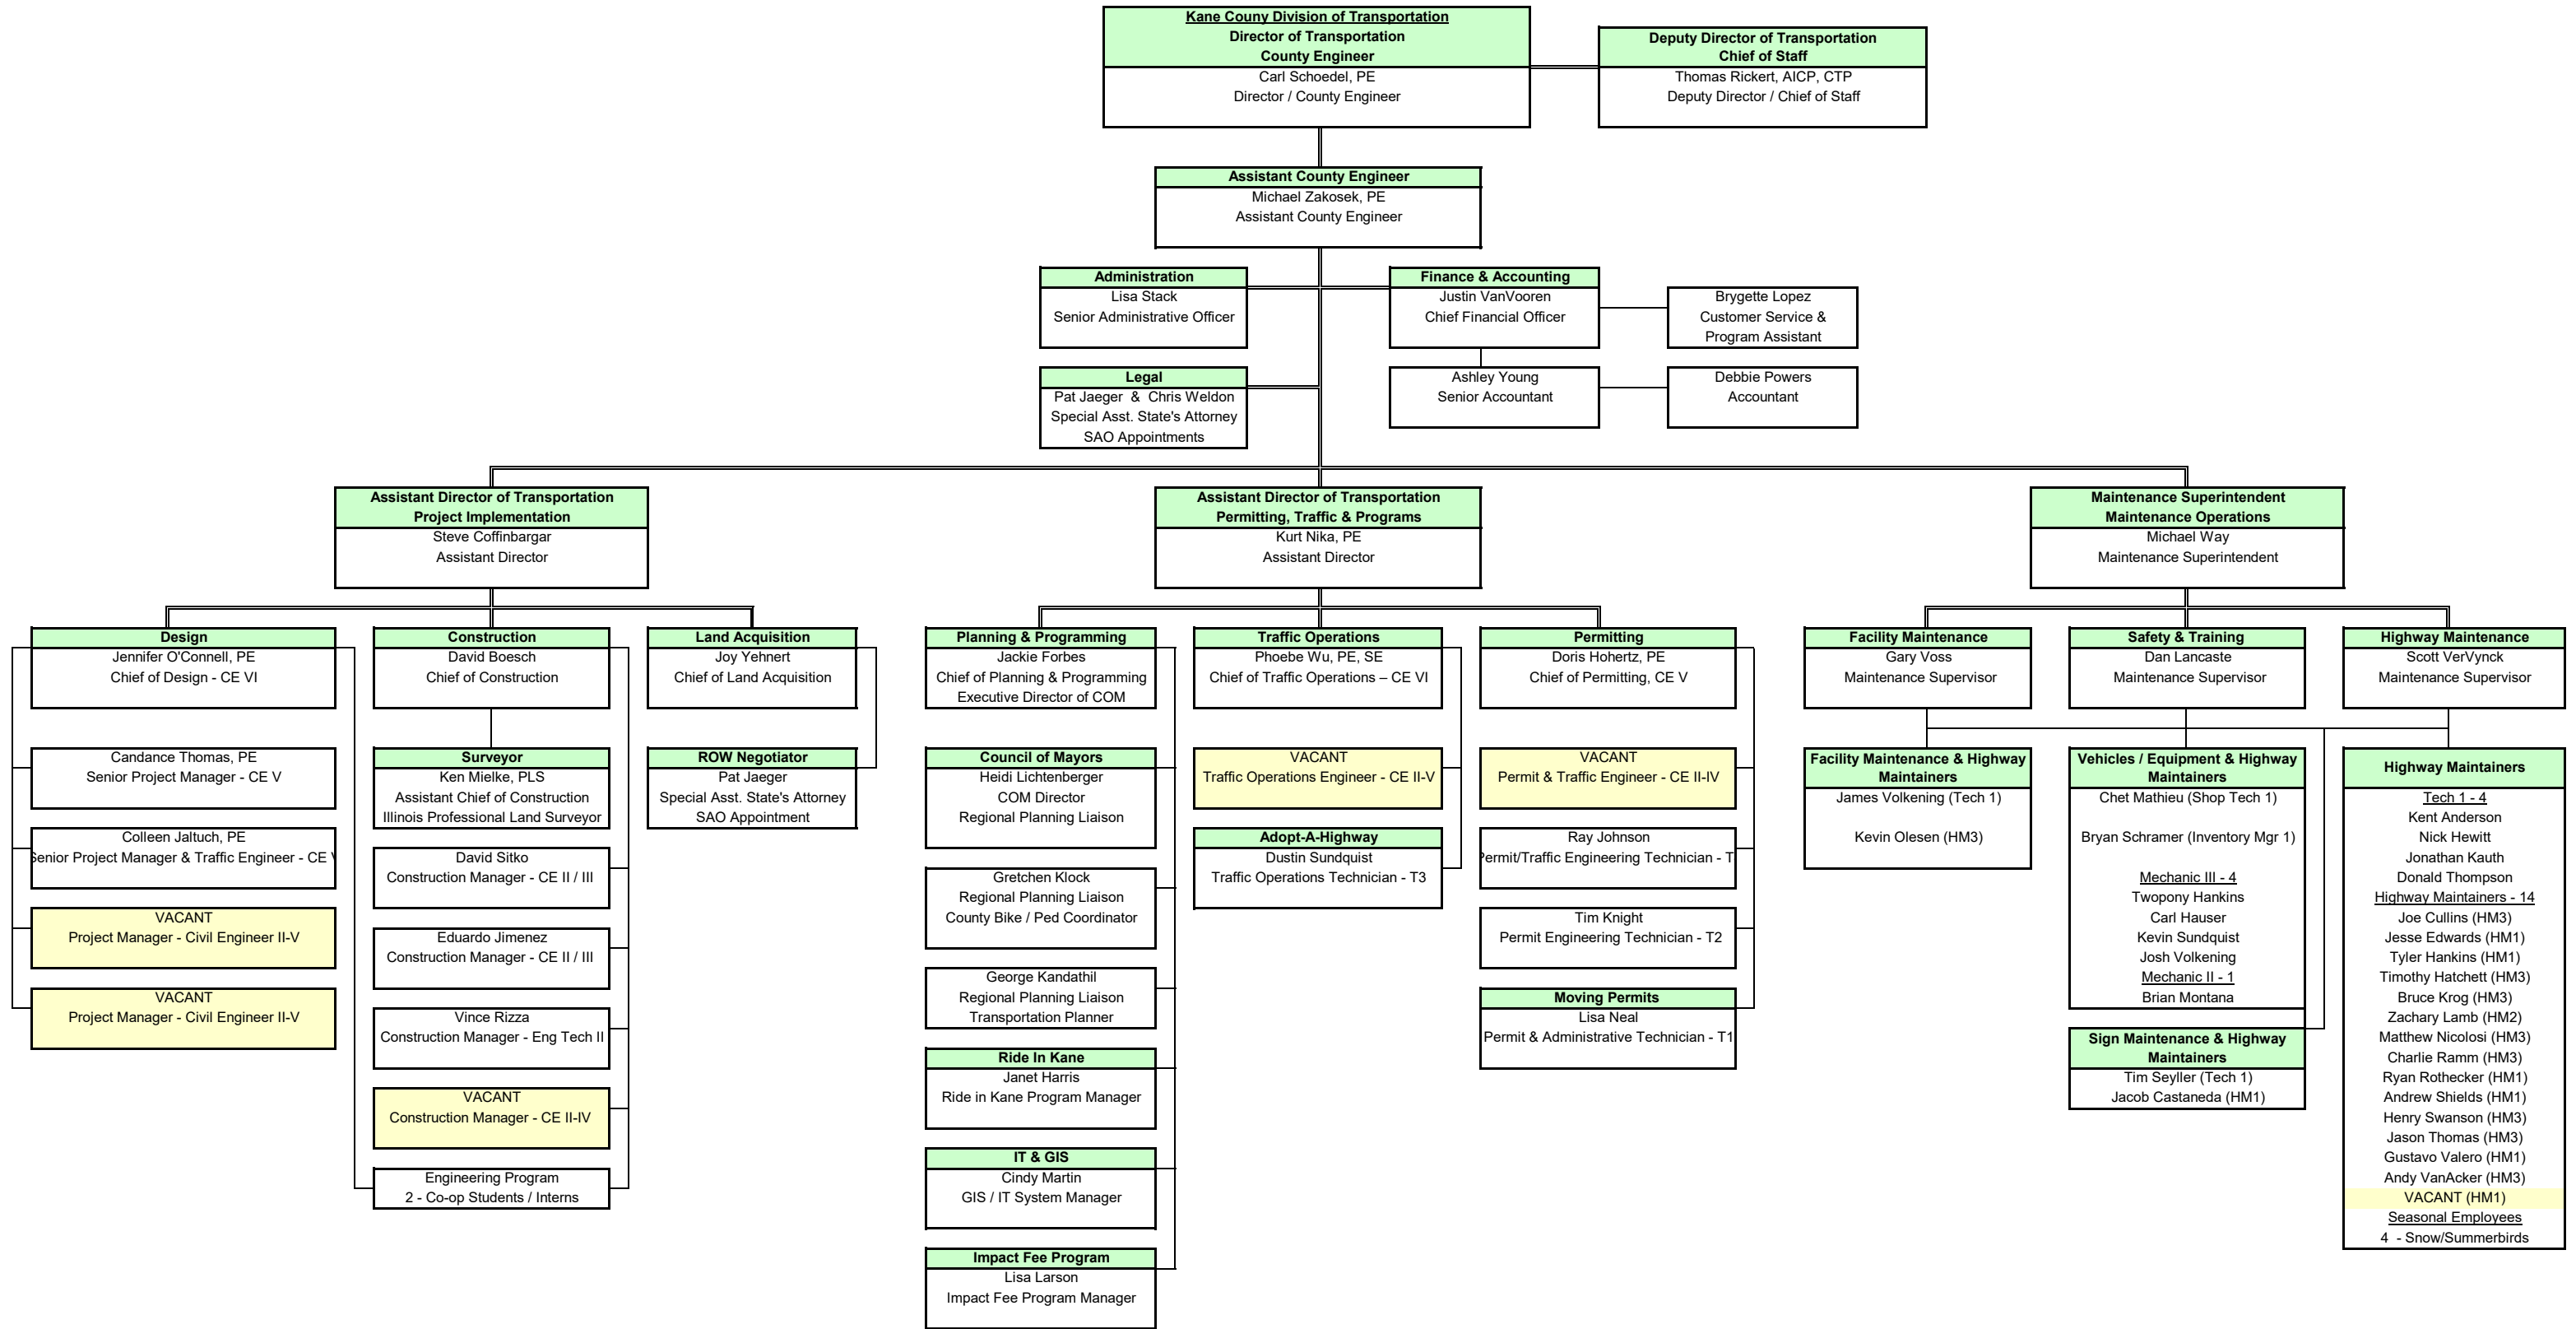 Kane Couny Division of Transportation
Director of Transportation
County Engineer
Carl Schoedel, PE
Director / County Engineer
Deputy Director of Transportation
Chief of Staff
Thomas Rickert, AICP, CTP
Deputy Director / Chief of Staff
Assistant County Engineer
Michael Zakosek, PE
Assistant County Engineer
Administration
Lisa Stack
Senior Administrative Officer
Finance & Accounting
Justin VanVooren
Chief Financial Officer
Brygette Lopez
Customer Service &
Program Assistant
Legal
Pat Jaeger & Chris Weldon
Special Asst. State's Attorney
SAO Appointments
Ashley Young
Senior Accountant
Debbie Powers
Accountant
Assistant Director of Transportation
Project Implementation
Steve Coffinbargar
Assistant Director
Assistant Director of Transportation
Permitting, Traffic & Programs
Kurt Nika, PE
Assistant Director
Maintenance Superintendent
Maintenance Operations
Michael Way
Maintenance Superintendent
Design
Jennifer O'Connell, PE
Chief of Design - CE VI
Candance Thomas, PE
Senior Project Manager - CE V
Colleen Jaltuch, PE
Senior Project Manager & Traffic Engineer - CE V
VACANT
Project Manager - Civil Engineer II-V
VACANT
Project Manager - Civil Engineer II-V
Construction
David Boesch
Chief of Construction
Surveyor
Ken Mielke, PLS
Assistant Chief of Construction
Illinois Professional Land Surveyor
David Sitko
Construction Manager - CE II / III
Eduardo Jimenez
Construction Manager - CE II / III
Vince Rizza
Construction Manager - Eng Tech II
VACANT
Construction Manager - CE II-IV
Engineering Program
2 - Co-op Students / Interns
Land Acquisition
Joy Yehnert
Chief of Land Acquisition
ROW Negotiator
Pat Jaeger
Special Asst. State's Attorney
SAO Appointment
Planning & Programming
Jackie Forbes
Chief of Planning & Programming
Executive Director of COM
Council of Mayors
Heidi Lichtenberger
COM Director
Regional Planning Liaison
Gretchen Klock
Regional Planning Liaison
County Bike / Ped Coordinator
George Kandathil
Regional Planning Liaison
Transportation Planner
Ride In Kane
Janet Harris
Ride in Kane Program Manager
IT & GIS
Cindy Martin
GIS / IT System Manager
Impact Fee Program
Lisa Larson
Impact Fee Program Manager
Traffic Operations
Phoebe Wu, PE, SE
Chief of Traffic Operations – CE VI
VACANT
Traffic Operations Engineer - CE II-V
Adopt-A-Highway
Dustin Sundquist
Traffic Operations Technician - T3
Permitting
Doris Hohertz, PE
Chief of Permitting, CE V
VACANT
Permit & Traffic Engineer - CE II-IV
Ray Johnson
Permit/Traffic Engineering Technician - T
Tim Knight
Permit Engineering Technician - T2
Moving Permits
Lisa Neal
Permit & Administrative Technician - T1
Facility Maintenance
Gary Voss
Maintenance Supervisor
Facility Maintenance & Highway
Maintainers
James Volkening (Tech 1)
Kevin Olesen (HM3)
Safety & Training
Dan Lancaste
Maintenance Supervisor
Vehicles / Equipment & Highway
Maintainers
Chet Mathieu (Shop Tech 1)
Bryan Schramer (Inventory Mgr 1)
Mechanic III - 4
Twopony Hankins
Carl Hauser
Kevin Sundquist
Josh Volkening
Mechanic II - 1
Brian Montana
Sign Maintenance & Highway
Maintainers
Tim Seyller (Tech 1)
Jacob Castaneda (HM1)
Highway Maintenance
Scott VerVynck
Maintenance Supervisor
Highway Maintainers
Tech 1 - 4
Kent Anderson
Nick Hewitt
Jonathan Kauth
Donald Thompson
Highway Maintainers - 14
Joe Cullins (HM3)
Jesse Edwards (HM1)
Tyler Hankins (HM1)
Timothy Hatchett (HM3)
Bruce Krog (HM3)
Zachary Lamb (HM2)
Matthew Nicolosi (HM3)
Charlie Ramm (HM3)
Ryan Rothecker (HM1)
Andrew Shields (HM1)
Henry Swanson (HM3)
Jason Thomas (HM3)
Gustavo Valero (HM1)
Andy VanAcker (HM3)
VACANT (HM1)
Seasonal Employees
4 - Snow/Summerbirds